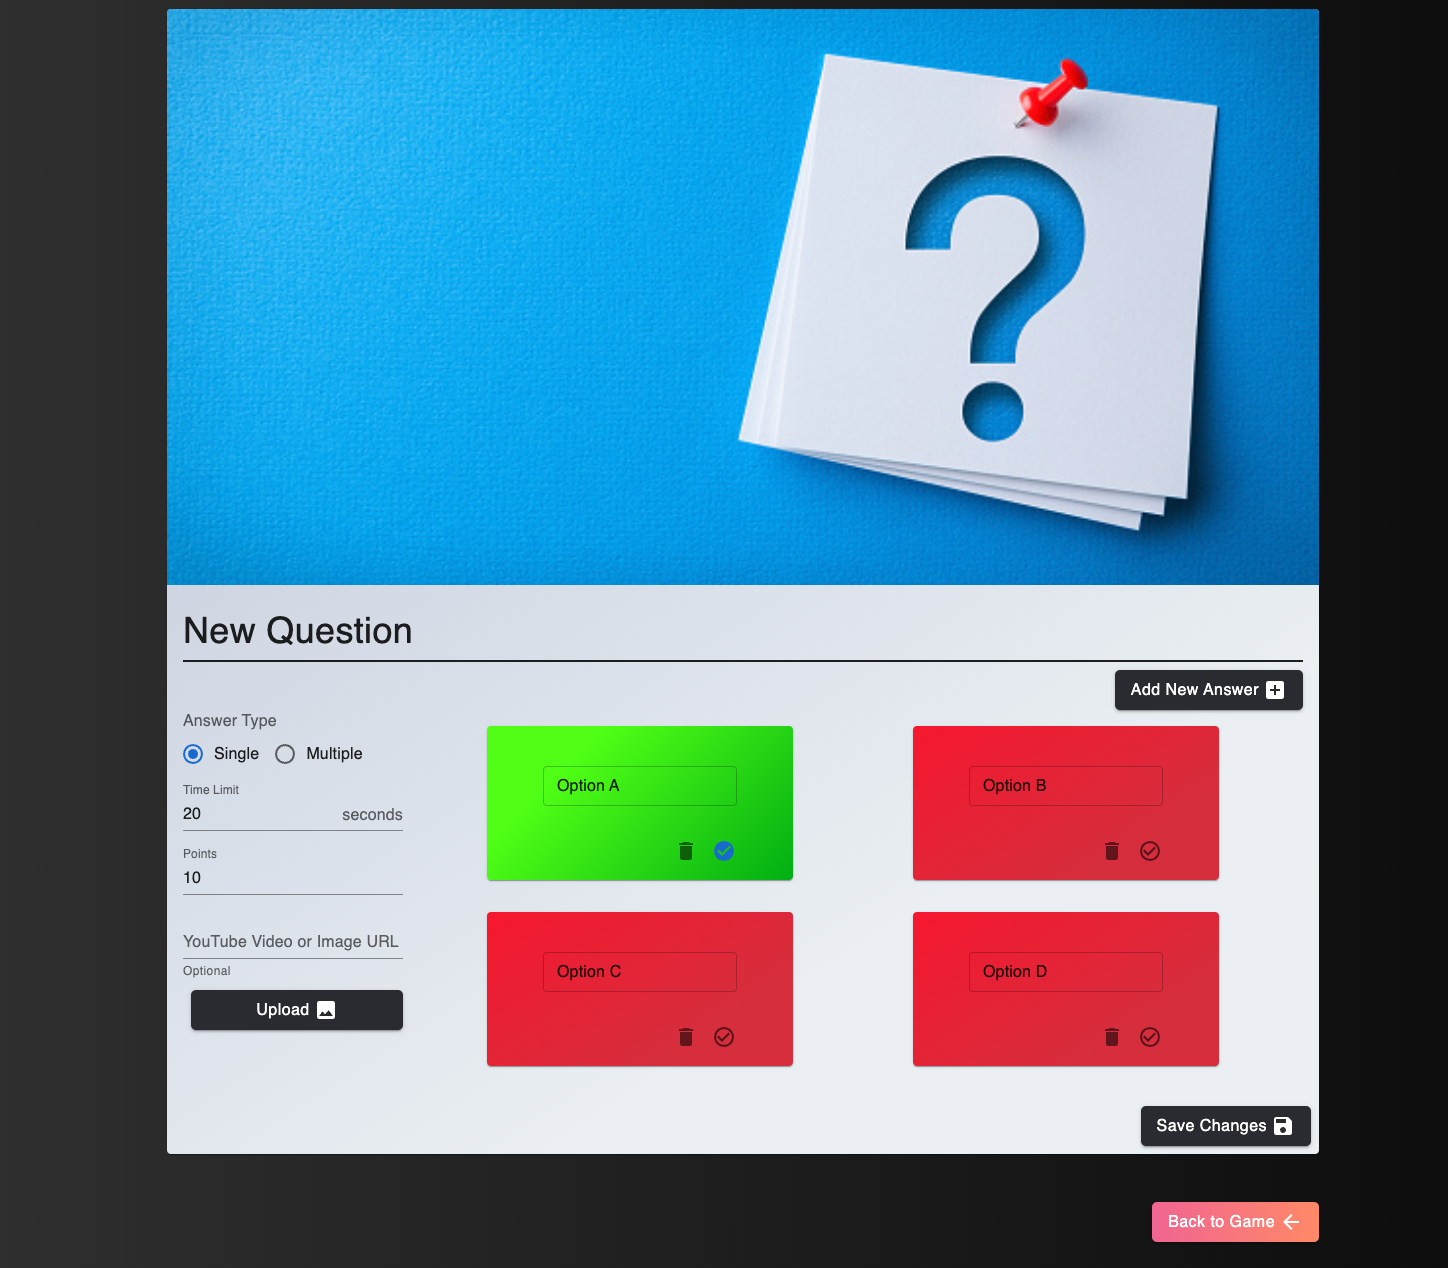 ?
New Question
Add New Answer
Answer Type
Single Multiple
Time Limit
20 seconds
Points
10
YouTube Video or Image URL
Optional
Upload
Option A
Option B
Option C
Option D
Save Changes
Back to Game